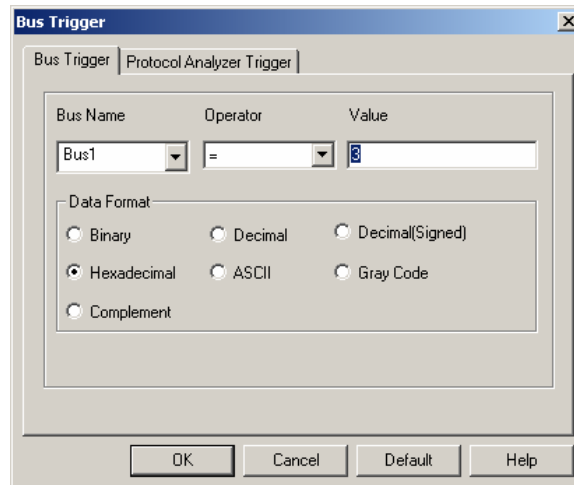 Bus Trigger
Bus Trigger Protocol Analyzer Trigger
Bus Name Operator Value
Bus1 = 3
Data Format
Binary Decimal Decimal(Signed)
Hexadecimal ASCII Gray Code
Complement
OK Cancel Default Help